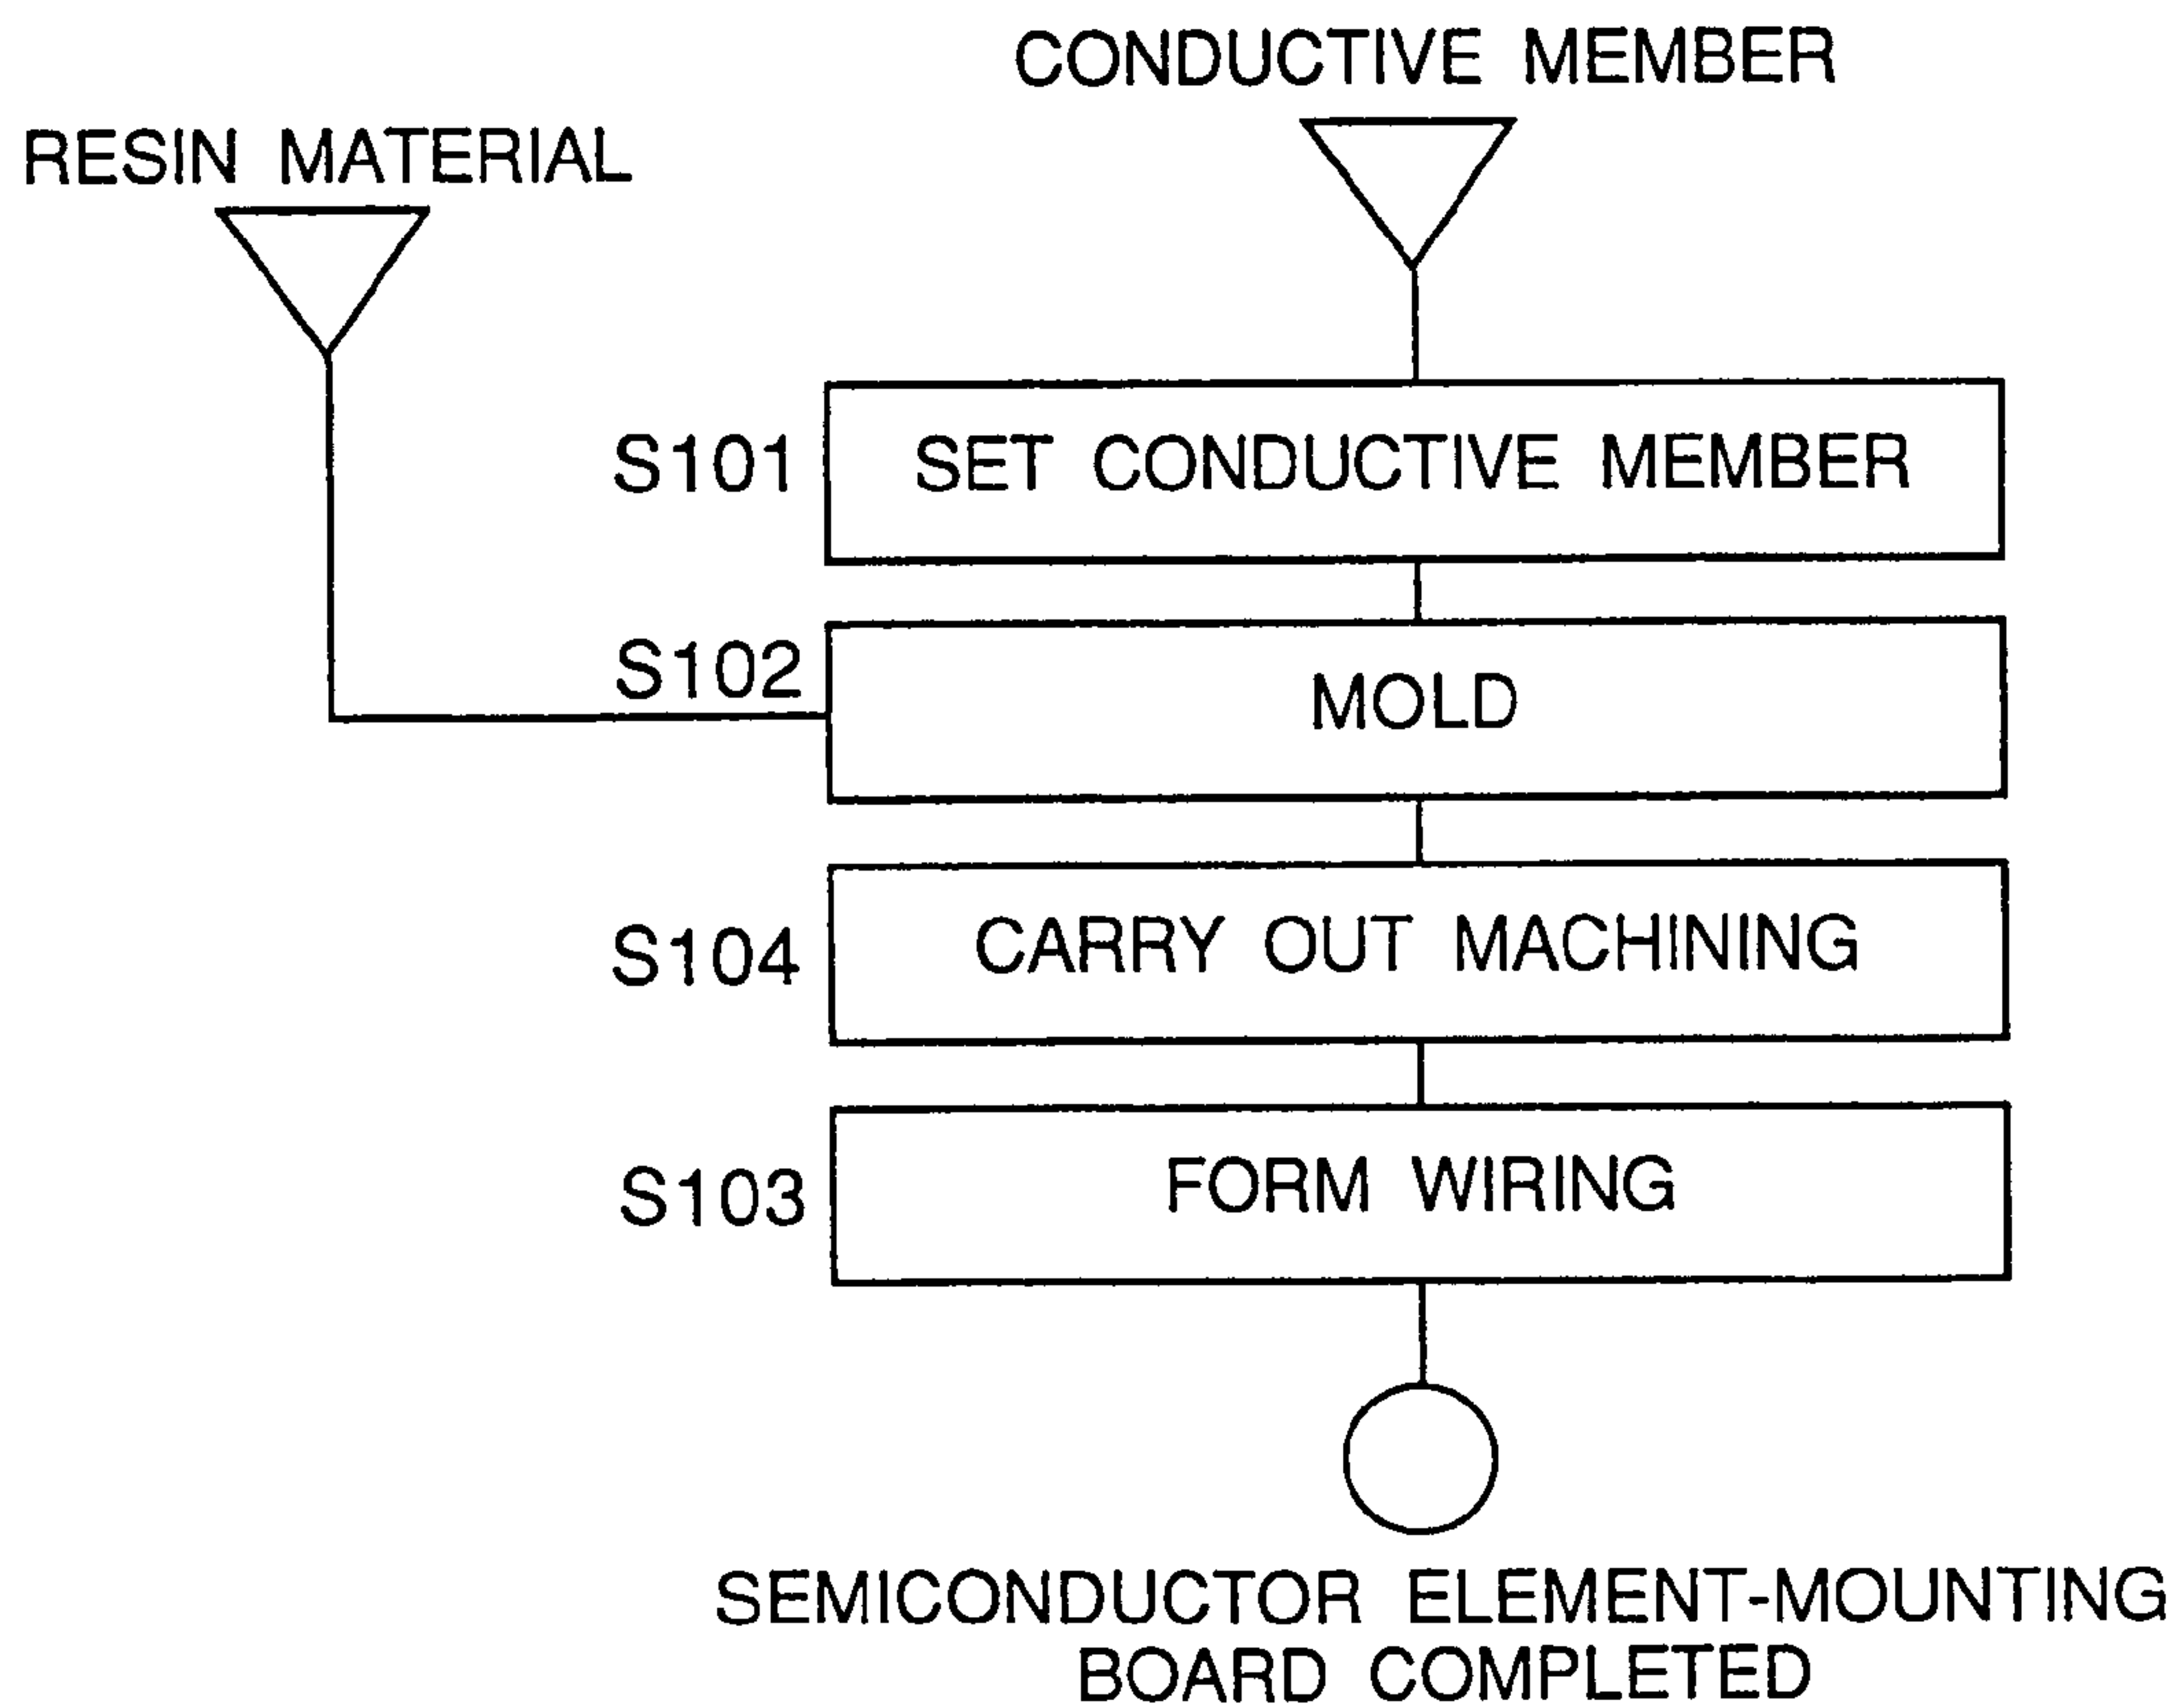 CONDUCTIVE MEMBER
RESIN MATERIAL
S101 SET CONDUCTIVE MEMBER
S102 MOLD
S104 CARRY OUT MACHINING
S103 FORM WIRING
SEMICONDUCTOR ELEMENT-MOUNTING
BOARD COMPLETED